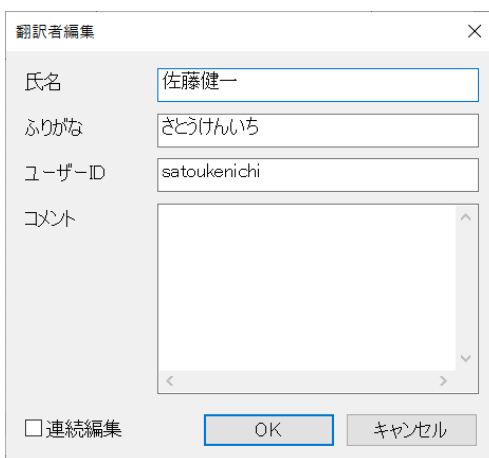 翻訳者編集
氏名 佐藤健一
ふりがな さとうけんいち
ユーザーID satoukenichi
コメント
連続編集 OK キャンセル